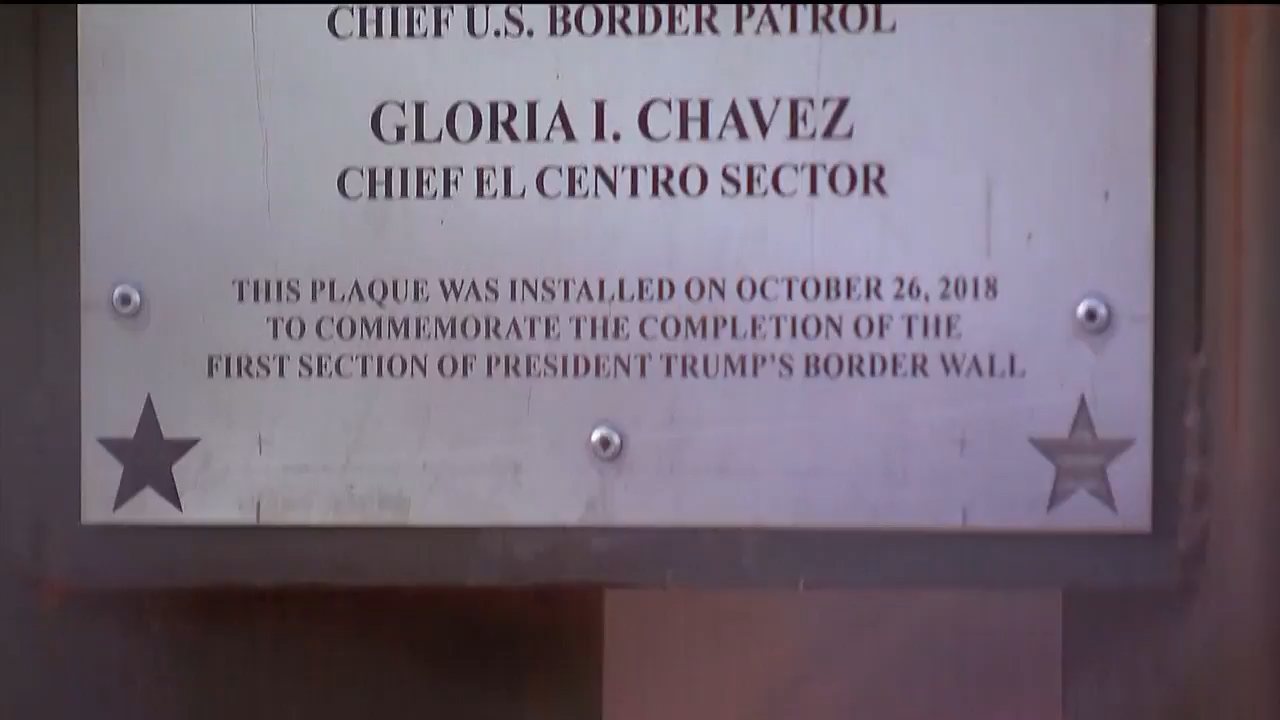 CHIEF U.S. BORDER PATROL
GLORIA I. CHAVEZ
CHIEF EL CENTRO SECTOR
THIS PLAQUE WAS INSTALLED ON OCTOBER 26, 2018
TO COMMEMORATE THE COMPLETION OF THE
FIRST SECTION OF PRESIDENT TRUMP'S BORDER WALL